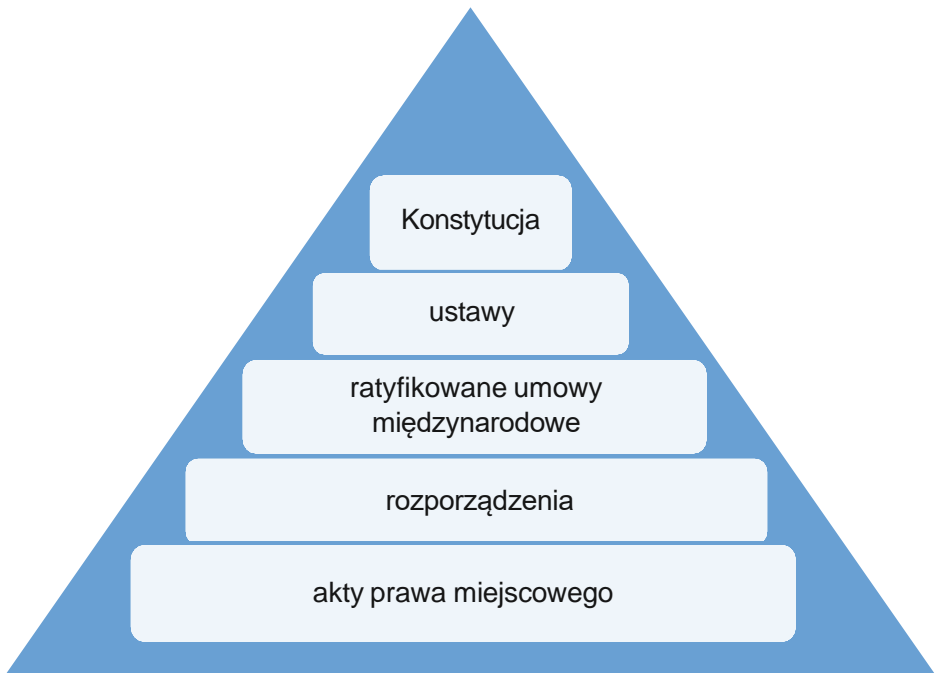 Konstytucja
ustawy
ratyfikowane umowy
międzynarodowe
rozporządzenia
akty prawa miejscowego